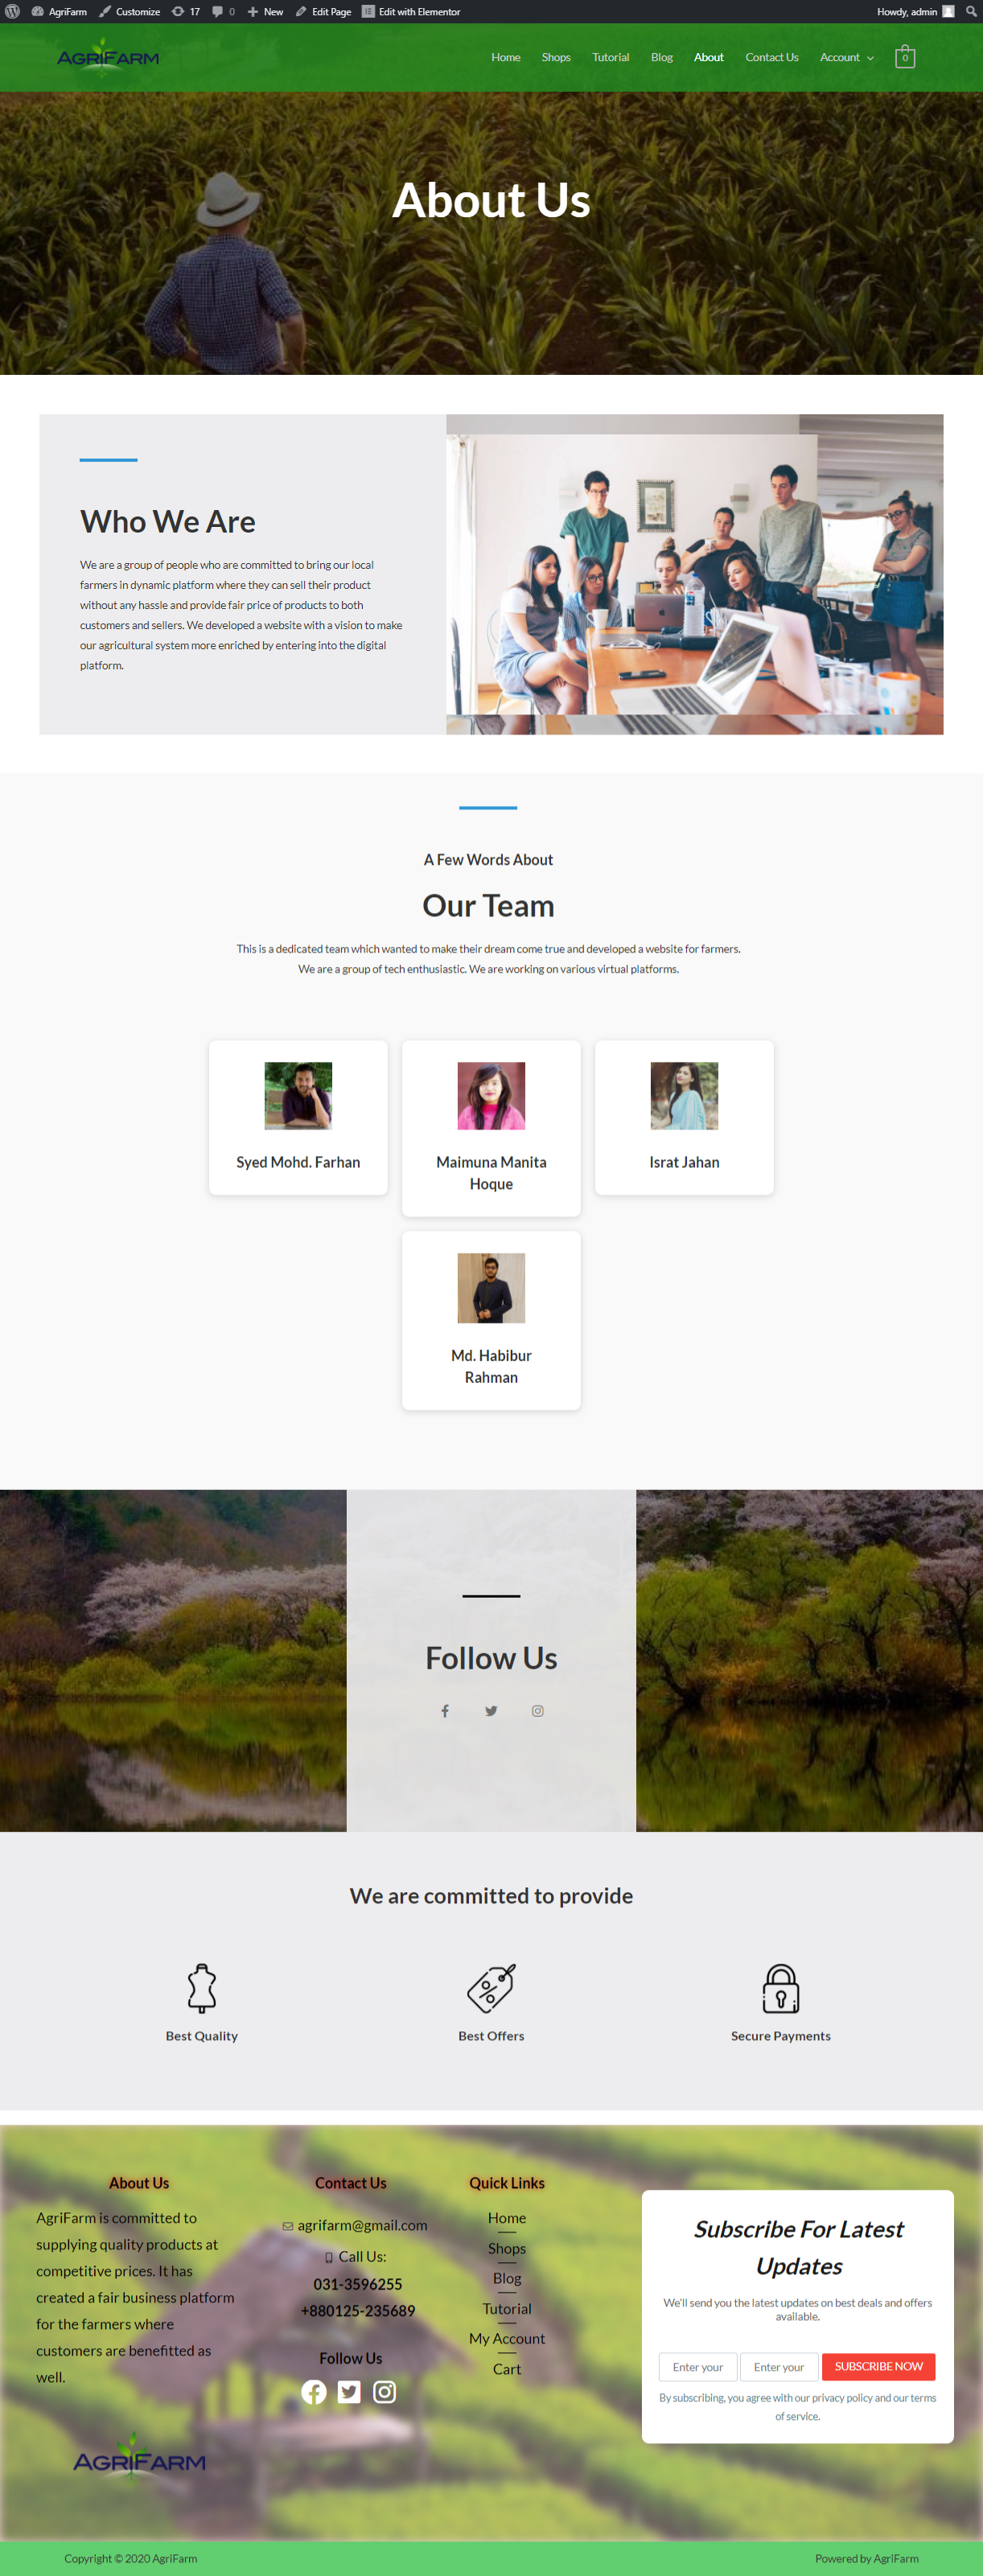 AgriFarm Customize 17 0 New Edit Page Edit with Elementor Howdy, admin
AGRIFARM Home Shops Tutorial Blog About Contact Us Account 0
About Us
Who We Are
We are a group of people who are committed to bring our local
farmers in dynamic platform where they can sell their product
without any hassle and provide fair price of products to both
customers and sellers. We developed a website with a vision to make
our agricultural system more enriched by entering into the digital
platform.
A Few Words About
Our Team
This is a dedicated team which wanted to make their dream come true and developed a website for farmers.
We are a group of tech enthusiastic. We are working on various virtual platforms.
Syed Mohd. Farhan
Maimuna Manita
Hoque
Israt Jahan
Md. Habibur
Rahman
Follow Us
We are committed to provide
Best Quality
Best Offers
Secure Payments
About Us
AgriFarm is committed to
supplying quality products at
competitive prices. It has
created a fair business platform
for the farmers where
customers are benefitted as
well.
AGRIFARM
Contact Us
agrifarm@gmail.com
Call Us:
031-3596255
+880125-235689
Follow Us
Quick Links
Home
Shops
Blog
Tutorial
My Account
Cart
Subscribe For Latest
Updates
We'll send you the latest updates on best deals and offers
available.
Enter your Enter your SUBSCRIBE NOW
By subscribing, you agree with our privacy policy and our terms
of service.
Copyright © 2020 AgriFarm Powered by AgriFarm